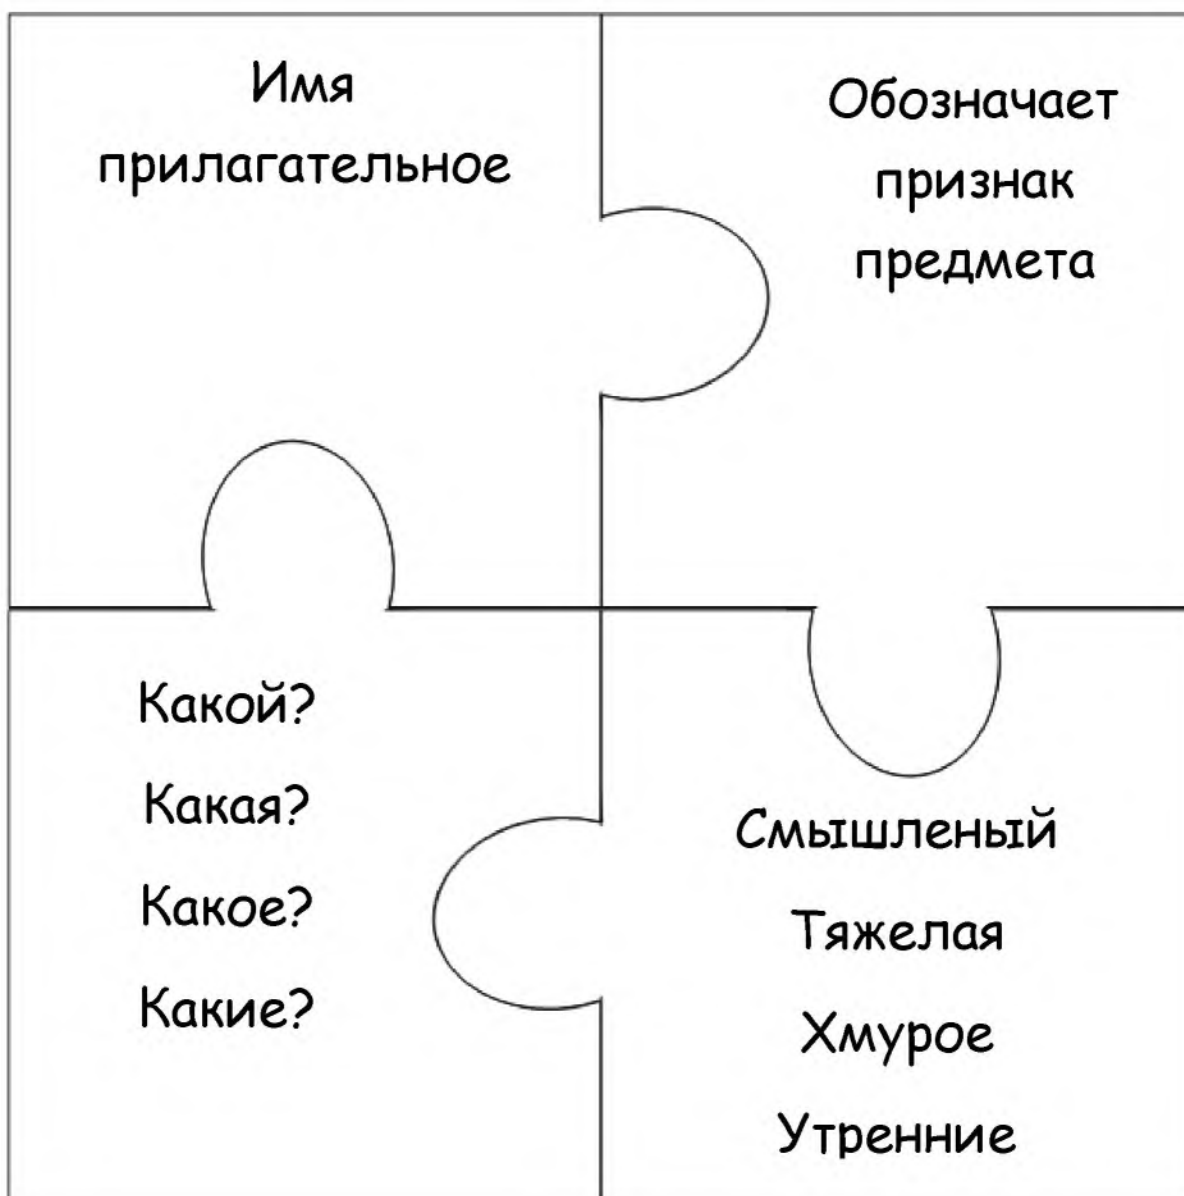 Имя
прилагательное
Обозначает
признак
предмета
Какой?
Какая?
Какое?
Какие?
Смышленый
Тяжелая
Хмурое
Утренние